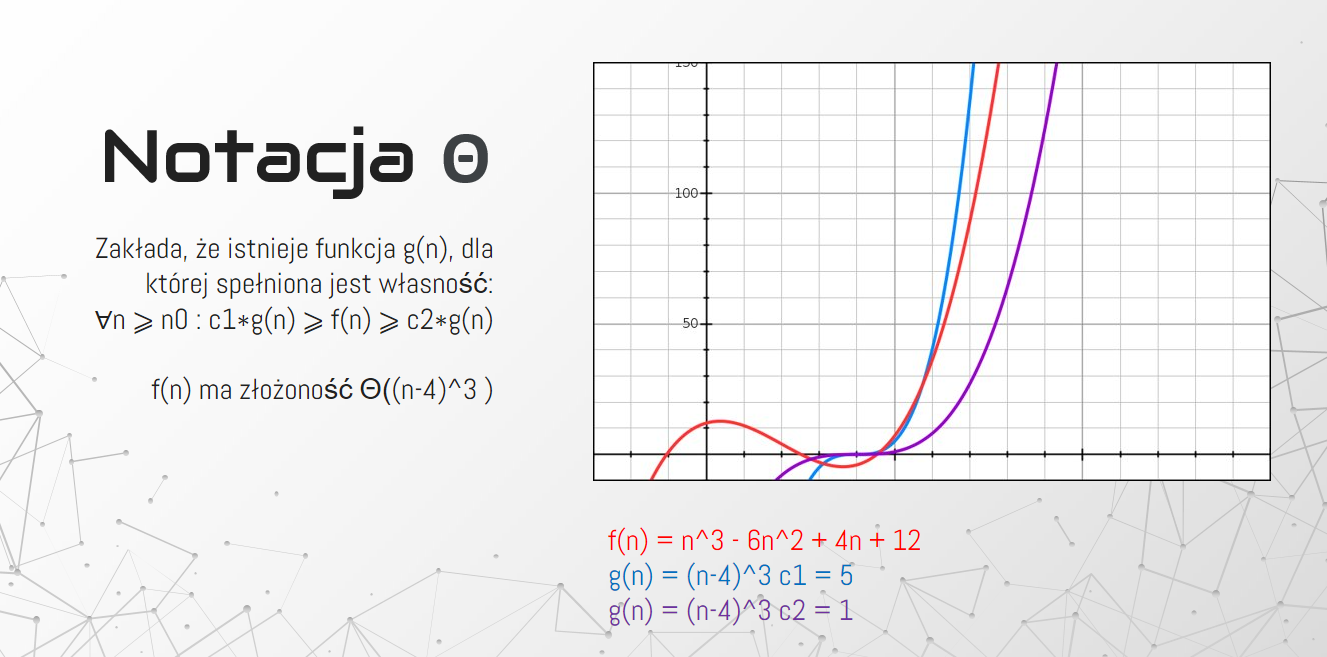 Notacja Θ
Zakłada, że istnieje funkcja g(n), dla
której spełniona jest własność:
∀n ⩾ n0 : c1*g(n) ⩾ f(n) ⩾ c2*g(n)
f(n) ma złożoność Θ((n-4)^3 )
150
100
50
f(n) = n^3 - 6n^2 + 4n + 12
g(n) = (n-4)^3 c1 = 5
g(n) = (n-4)^3 c2 = 1